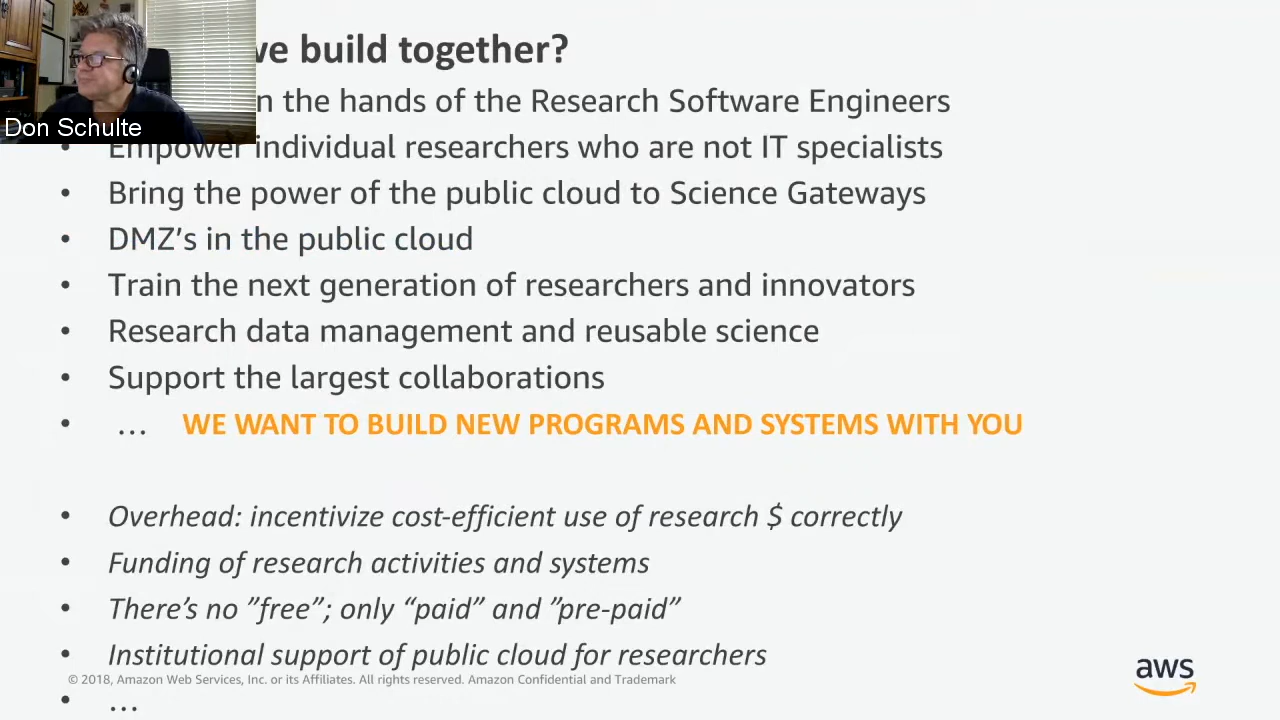 we build together?
n the hands of the Research Software Engineers
Don Schulte
• Empower individual researchers who are not IT specialists
• Bring the power of the public cloud to Science Gateways
• DMZ’s in the public cloud
• Train the next generation of researchers and innovators
• Research data management and reusable science
• Support the largest collaborations
• … WE WANT TO BUILD NEW PROGRAMS AND SYSTEMS WITH YOU
• Overhead: incentivize cost-efficient use of research $ correctly
• Funding of research activities and systems
• There’s no ”free”; only “paid” and ”pre-paid”
• Institutional support of public cloud for researchers
© 2018, Amazon Web Services, Inc. or its Affiliates. All rights reserved. Amazon Confidential and Trademark
aws
• …